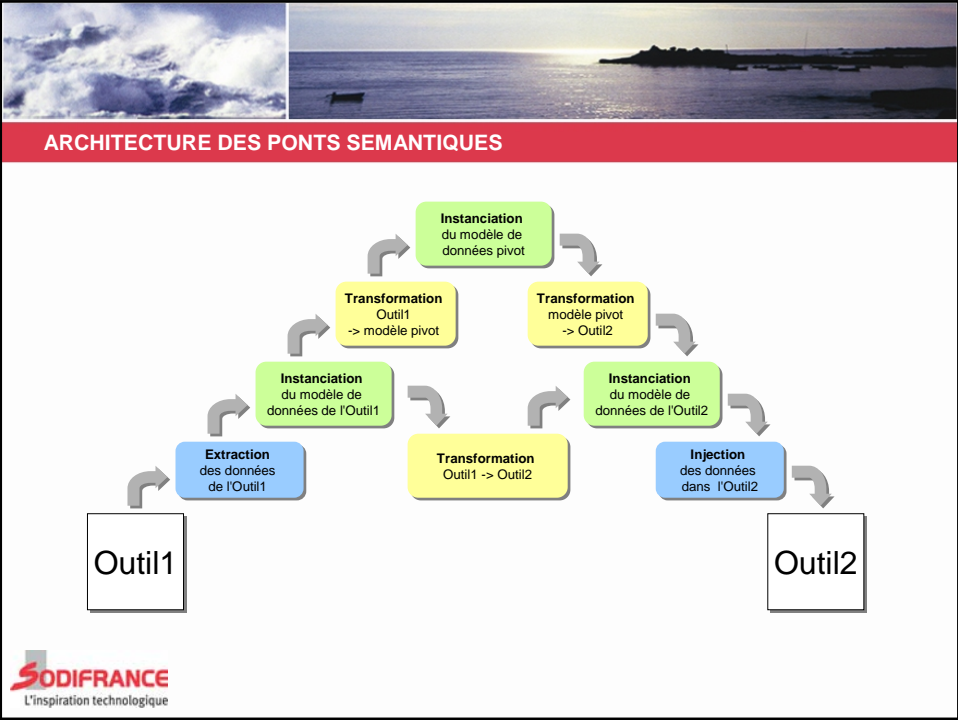 ARCHITECTURE DES PONTS SEMANTIQUES
Instanciation
du modèle de
données pivot
Transformation
Outil1
-> modèle pivot
Transformation
modèle pivot
-> Outil2
Instanciation
du modèle de
données de l'Outil1
Instanciation
du modèle de
données de l'Outil2
Extraction
des données
de l'Outil1
Transformation
Outil1 -> Outil2
Injection
des données
dans l'Outil2
Outil1
Outil2
SODIFRANCE
L'inspiration technologique